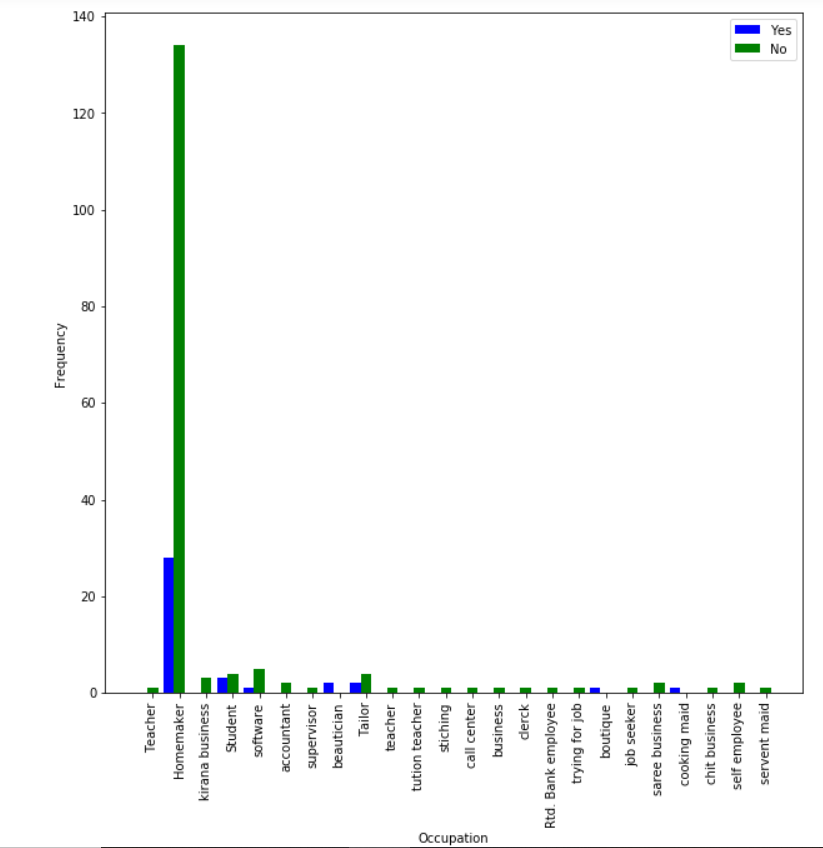 140
120
100
80
60
40
20
0
Frequency
Yes
No
Teacher
Homemaker
kirana business
Student
software
accountant
supervisor
beautician
Tailor
teacher
tution teacher
stiching
call center
business
clerck
Rtd. Bank employee
trying for job
boutique
job seeker
saree business
cooking maid
chit business
self employee
servent maid
Occupation